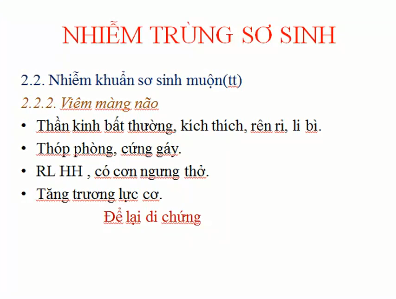 NHIỄM TRÙNG SƠ SINH
2.2. Nhiễm khuẩn sơ sinh muộn(tt)
2.2.2. Viêm màng não
• Thần kinh bất thường, kích thích, rên rỉ, li bì.
• Thóp phòng, cứng gáy.
• RL HH , có cơn ngưng thở.
• Tăng trương lực cơ.
Để lại di chứng